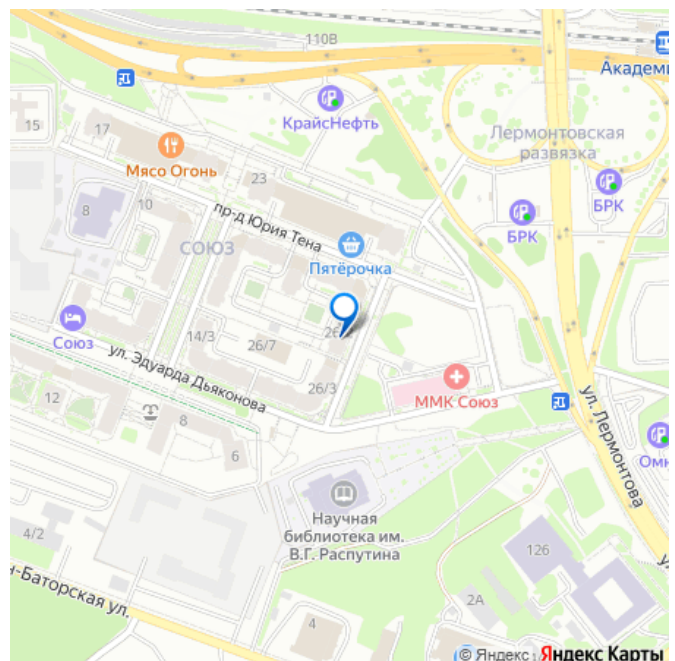 110В
Академи
КрайсНефть
15
17
Лермонтовская
развязка
Мясо Огонь
23
БРК
8
10
пр-д Юрия Тена
БРК
СОЮЗ
Пятёрочка
26
Союз
14/3
26/7
ул. Эдуарда Дьяконова
26/3
ММК Союз
12
8
6
ул. Лермонтова
Омн
Научная
библиотека им.
В.Г. Распутина
4/2
126
н-Баторская ул.
2А
4
© Яндекс Яндекс Карты